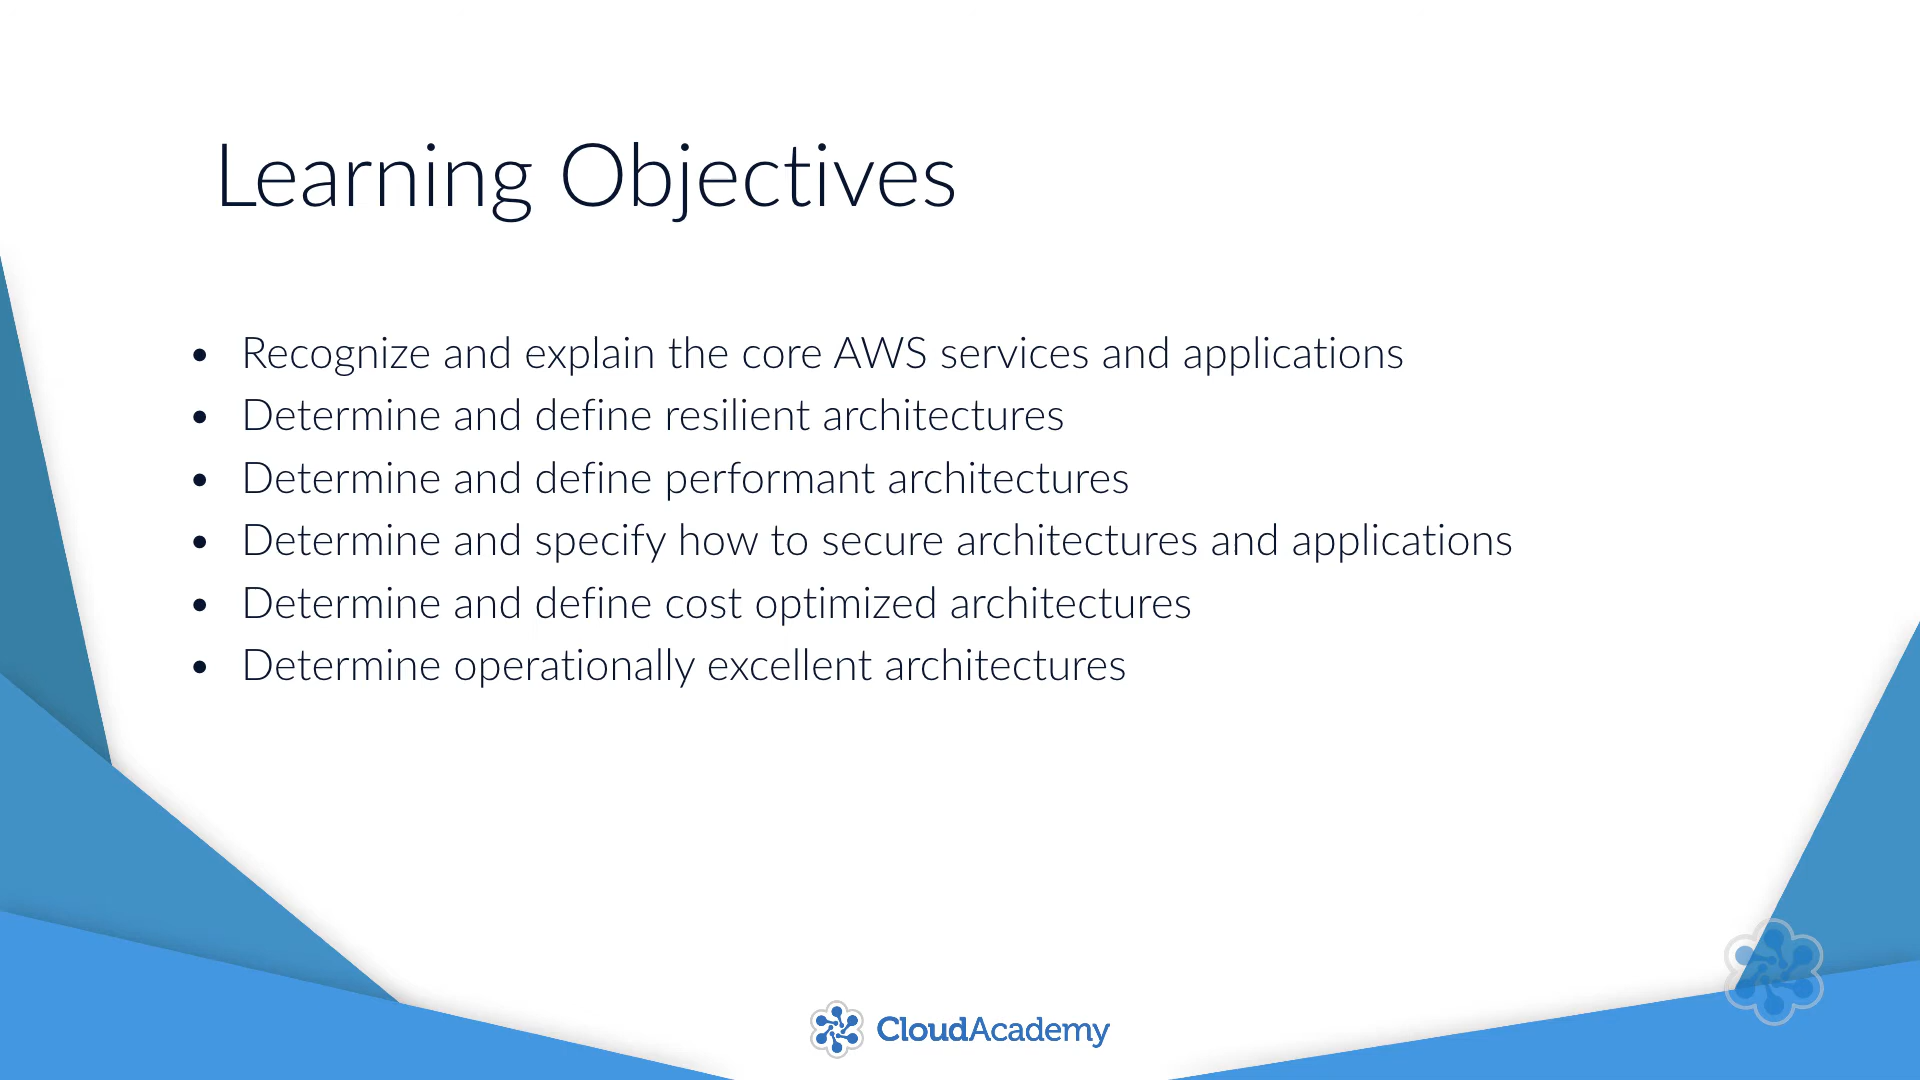 Learning Objectives
• Recognize and explain the core AWS services and applications
• Determine and define resilient architectures
• Determine and define performant architectures
• Determine and specify how to secure architectures and applications
• Determine and define cost optimized architectures
• Determine operationally excellent architectures
CloudAcademy